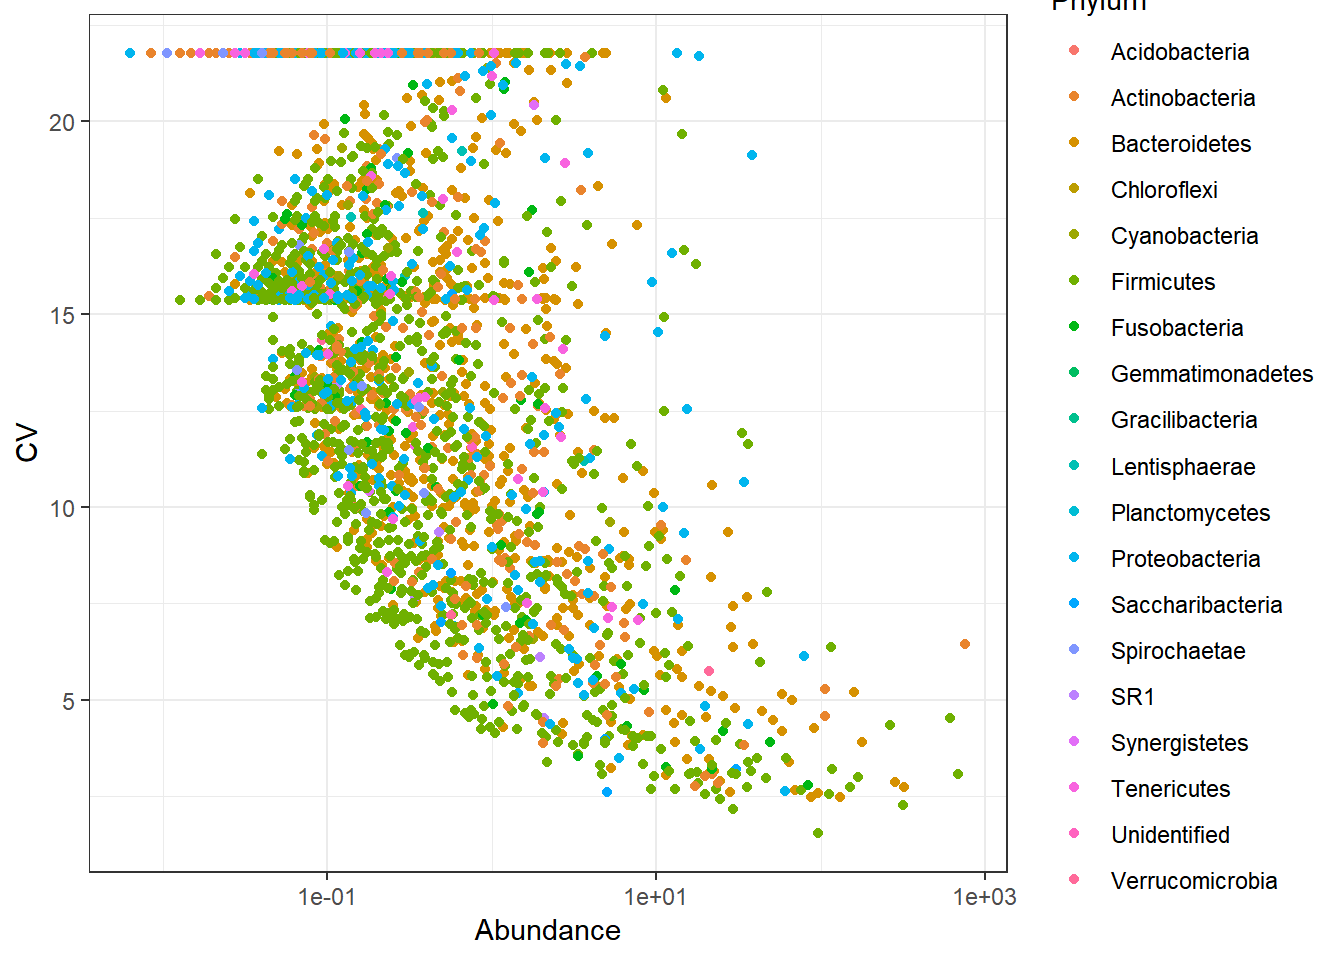 Phylum
Acidobacteria
Actinobacteria
Bacteroidetes
Chloroflexi
Cyanobacteria
Firmicutes
Fusobacteria
Gemmatimonadetes
Gracilibacteria
Lentisphaerae
Planctomycetes
Proteobacteria
Saccharibacteria
Spirochaetae
SR1
Synergistetes
Tenericutes
Unidentified
Verrucomicrobia
CV
20
15
10
5
1e-01
1e+01
1e+03
Abundance